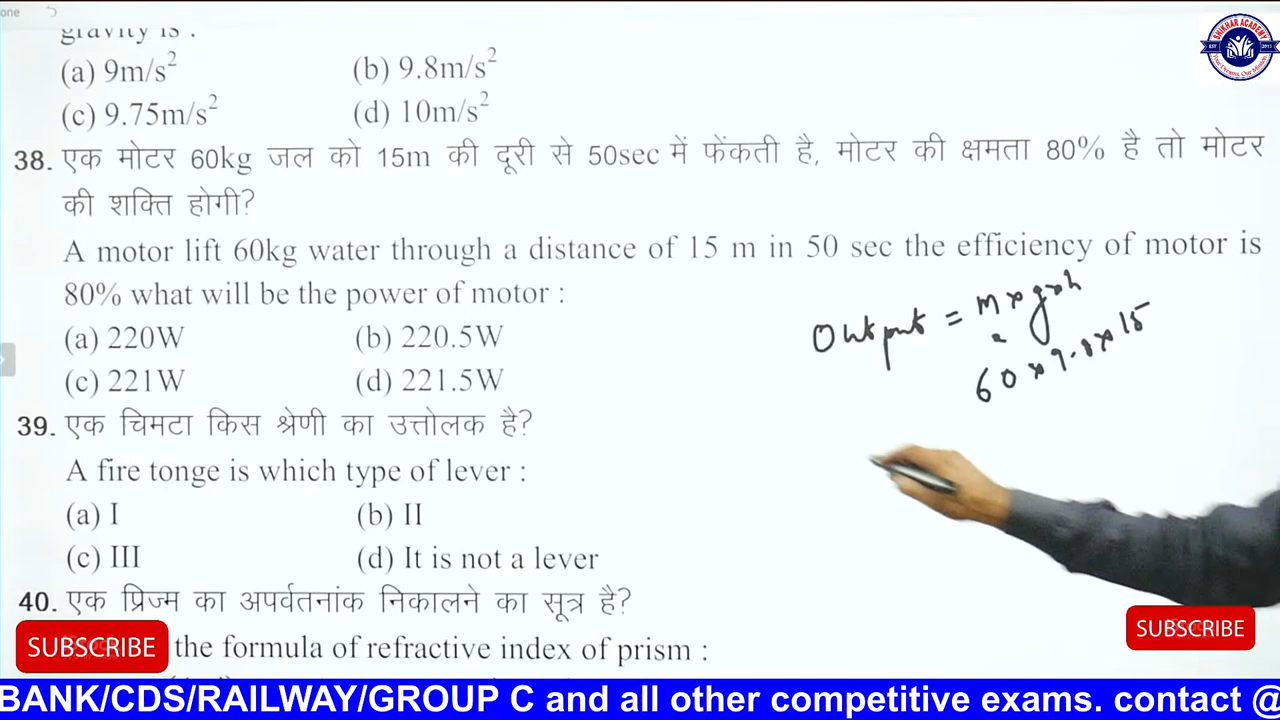 one
gravity is :
(a) 9m/s² (b) 9.8m/s²
(c) 9.75m/s² (d) 10m/s²
38. एक मोटर 60kg जल को 15m की दूरी से 50sec में फेंकती है, मोटर की क्षमता 80% है तो मोटर
की शक्ति होगी?
A motor lift 60kg water through a distance of 15 m in 50 sec the efficiency of motor is
80% what will be the power of motor :
(a) 220W (b) 220.5W
(c) 221W (d) 221.5W
Output = m×g×h
60×9.8×15
39. एक चिमटा किस श्रेणी का उत्तोलक है?
A fire tonge is which type of lever :
(a) I (b) II
(c) III (d) It is not a lever
40. एक प्रिज्म का अपर्वतनांक निकालने का सूत्र है?
the formula of refractive index of prism :
SUBSCRIBE
SUBSCRIBE
BANK/CDS/RAILWAY/GROUP C and all other competitive exams. contact @
SHIKHAR ACADEMY